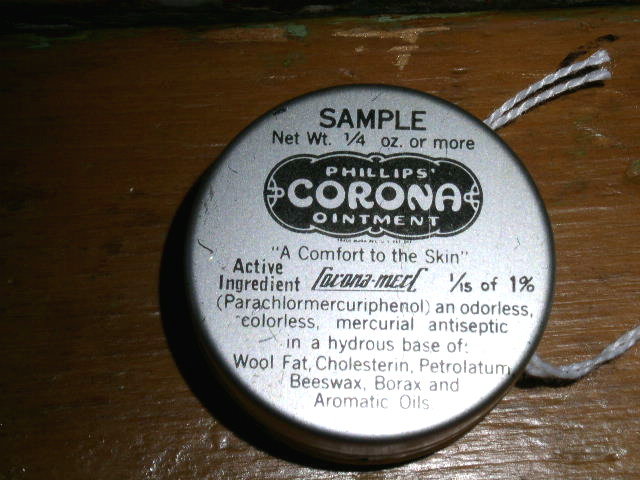 SAMPLE
Net Wt. 1/4 oz. or more
PHILLIPS'
CORONA
OINTMENT
"A Comfort to the Skin"
Active
Ingredient Corona-merc 1/15 of 1%
(Parachlormercuriphenol) an odorless,
colorless, mercurial antiseptic
in a hydrous base of:
Wool Fat, Cholesterin, Petrolatum,
Beeswax, Borax and
Aromatic Oils